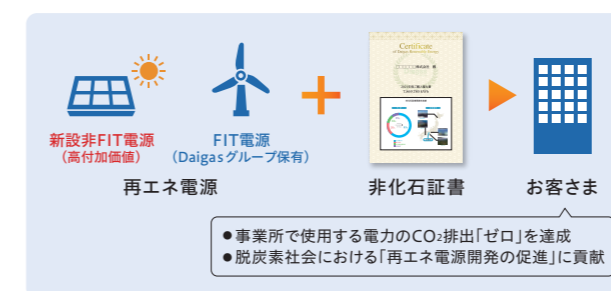 Certificate
新設非FIT電源
(高付加価値)
FIT電源
(Daigasグループ保有)
再エネ電源
非化石証書
お客さま
●事業所で使用する電力のCO₂排出「ゼロ」を達成
●脱炭素社会における「再エネ電源開発の促進」に貢献